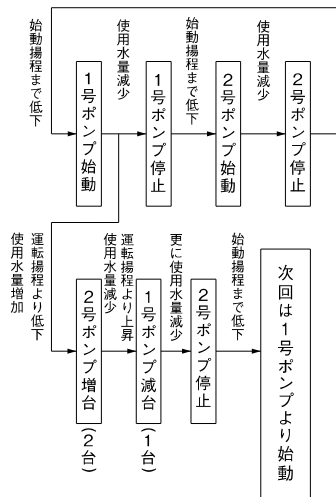 始動揚程まで低下
1号ポンプ始動
使用水量減少
1号ポンプ停止
始動揚程まで低下
2号ポンプ始動
使用水量減少
2号ポンプ停止
運転揚程より低下
使用水量増加
2号ポンプ増台(2台)
運転揚程より上昇
使用水量減少
1号ポンプ減台(1台)
更に使用水量減少
2号ポンプ停止
始動揚程まで低下
次回は1号ポンプより始動